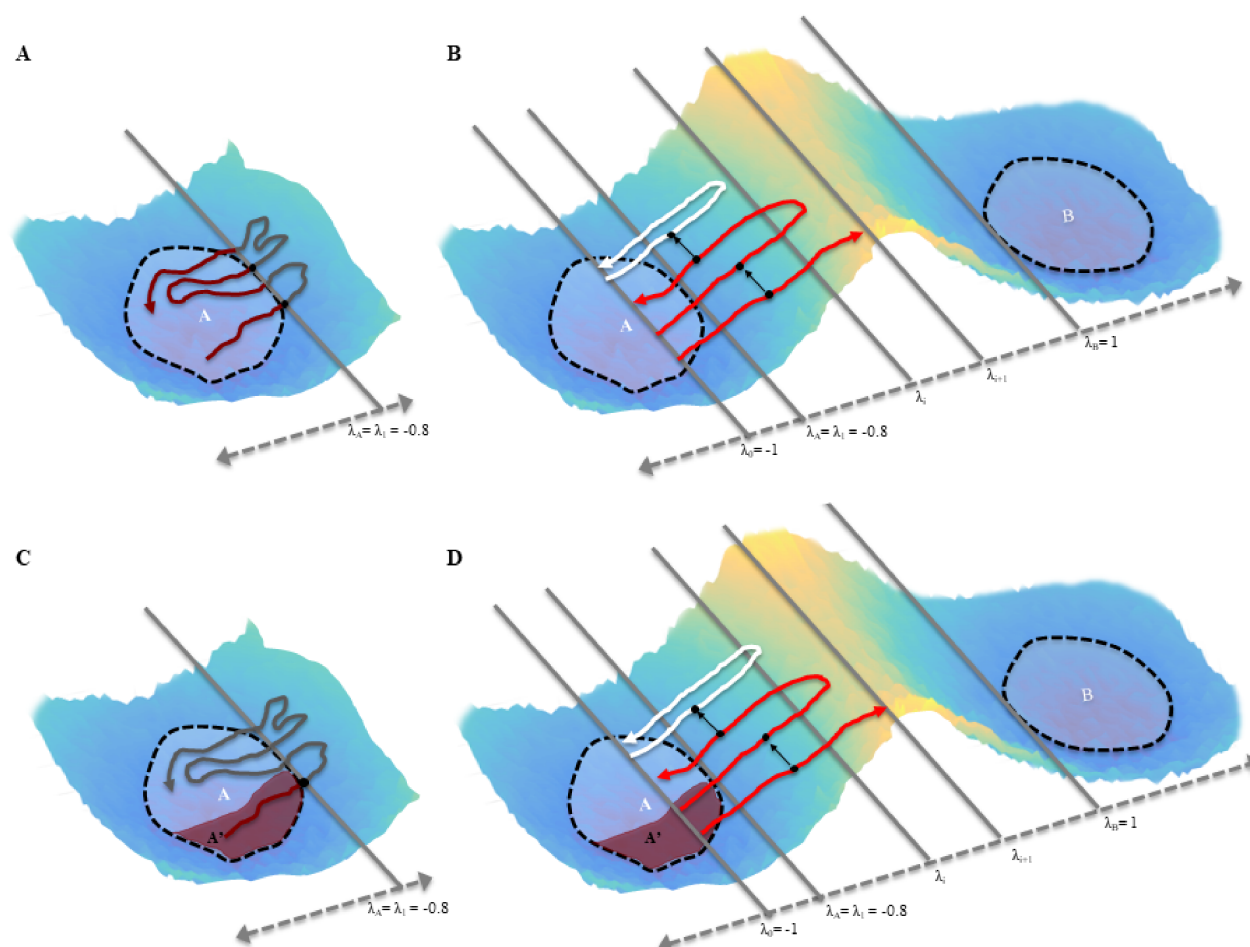 A
B
B
A
A
λB= 1
λi+1
λi
λA= λ1 = -0.8
λA= λ1 = -0.8
λ0= -1
C
D
B
A
A
A'
A'
λB= 1
λi+1
λi
λA= λ1 = -0.8
λA= λ1 = -0.8
λ0= -1